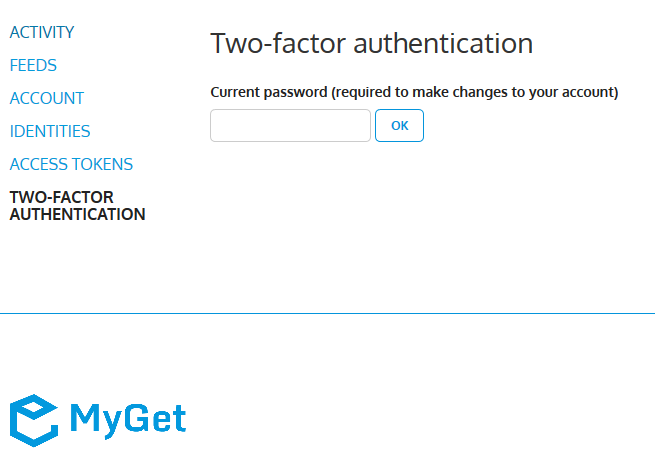 ACTIVITY
FEEDS
ACCOUNT
IDENTITIES
ACCESS TOKENS
TWO-FACTOR
AUTHENTICATION
Two-factor authentication
Current password (required to make changes to your account)
OK
MyGet